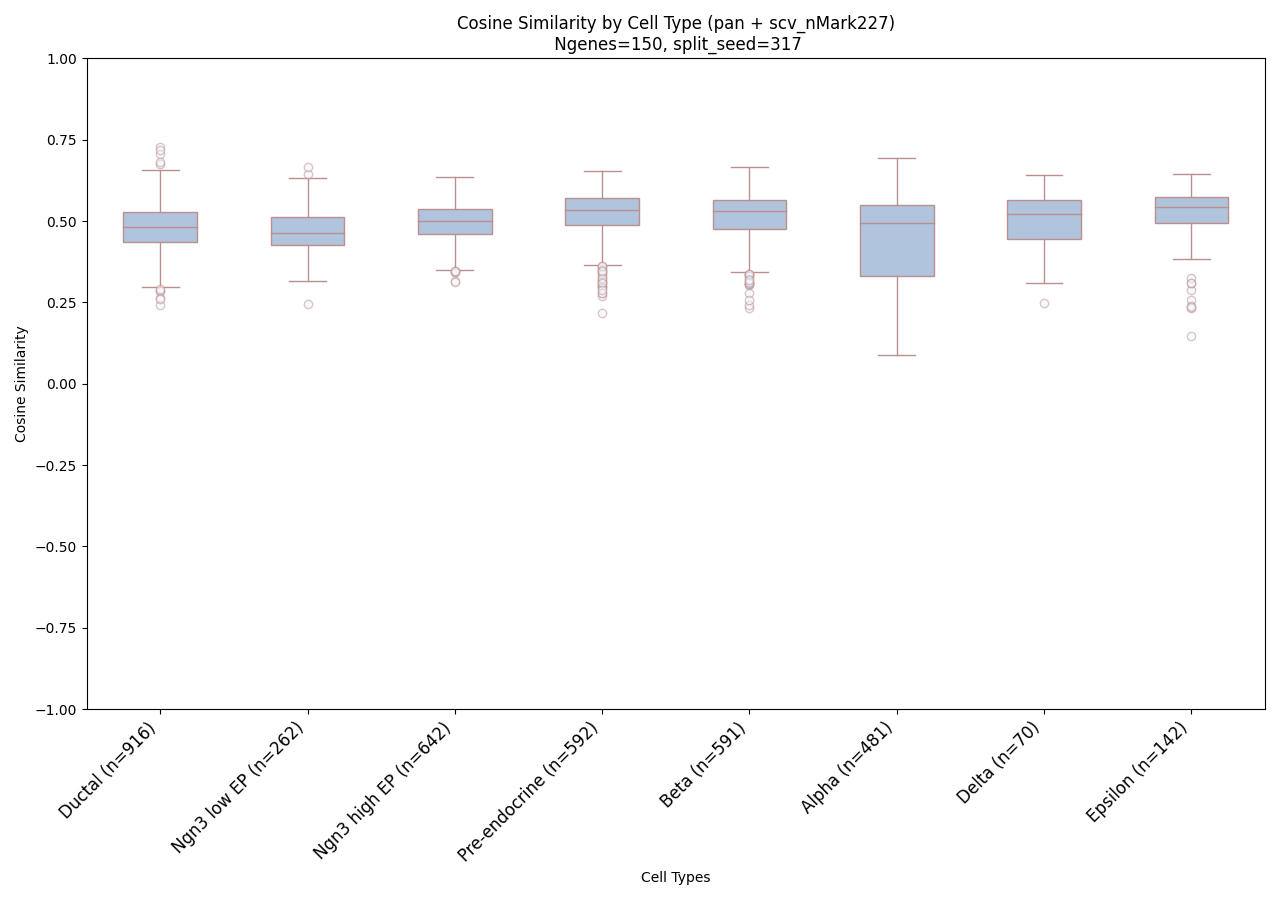 Cosine Similarity by Cell Type (pan + scv_nMark227)
Ngenes=150, split_seed=317
Cosine Similarity
1.00
0.75
0.50
0.25
0.00
−0.25
−0.50
−0.75
−1.00
Ductal (n=916)
Ngn3 low EP (n=262)
Ngn3 high EP (n=642)
Pre-endocrine (n=592)
Beta (n=591)
Alpha (n=481)
Delta (n=70)
Epsilon (n=142)
Cell Types